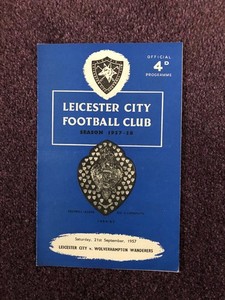 OFFICIAL
4D
PROGRAMME
LEICESTER CITY
FOOTBALL CLUB
SEASON 1957-58
Saturday, 21st September, 1957
LEICESTER CITY v. WOLVERHAMPTON WANDERERS